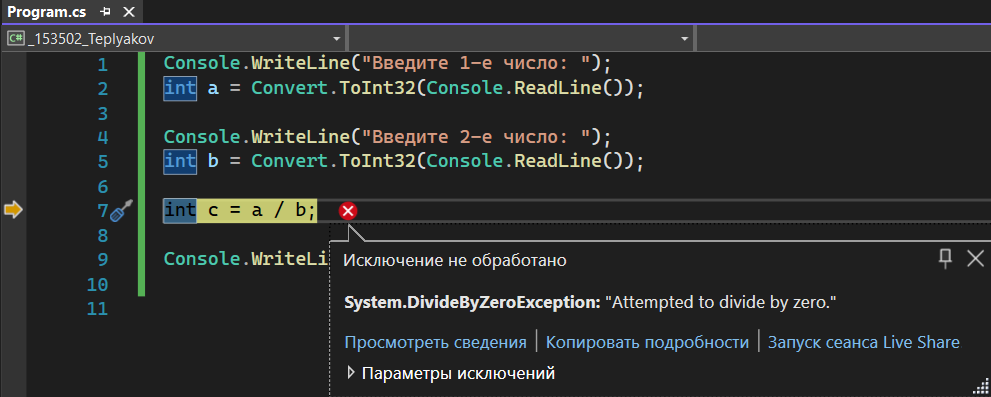 Program.cs
C# _153502_Teplyakov
1 Console.WriteLine("Введите 1-е число: ");
2 int a = Convert.ToInt32(Console.ReadLine());
3
4 Console.WriteLine("Введите 2-е число: ");
5 int b = Convert.ToInt32(Console.ReadLine());
6
7 int c = a / b;
8
9 Console.WriteLi
10
11
Исключение не обработано
System.DivideByZeroException: "Attempted to divide by zero."
Просмотреть сведения | Копировать подробности | Запуск сеанса Live Share
Параметры исключений